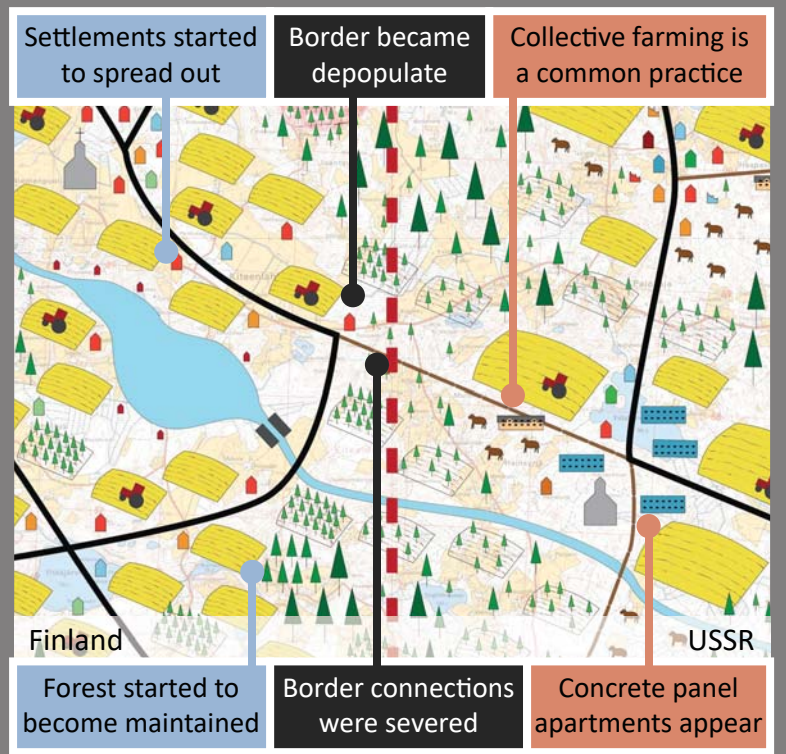 Settlements started
to spread out
Border became
depopulate
Collective farming is
a common practice
Kiteenlahti
Finland
USSR
Forest started to
become maintained
Border connections
were severed
Concrete panel
apartments appear